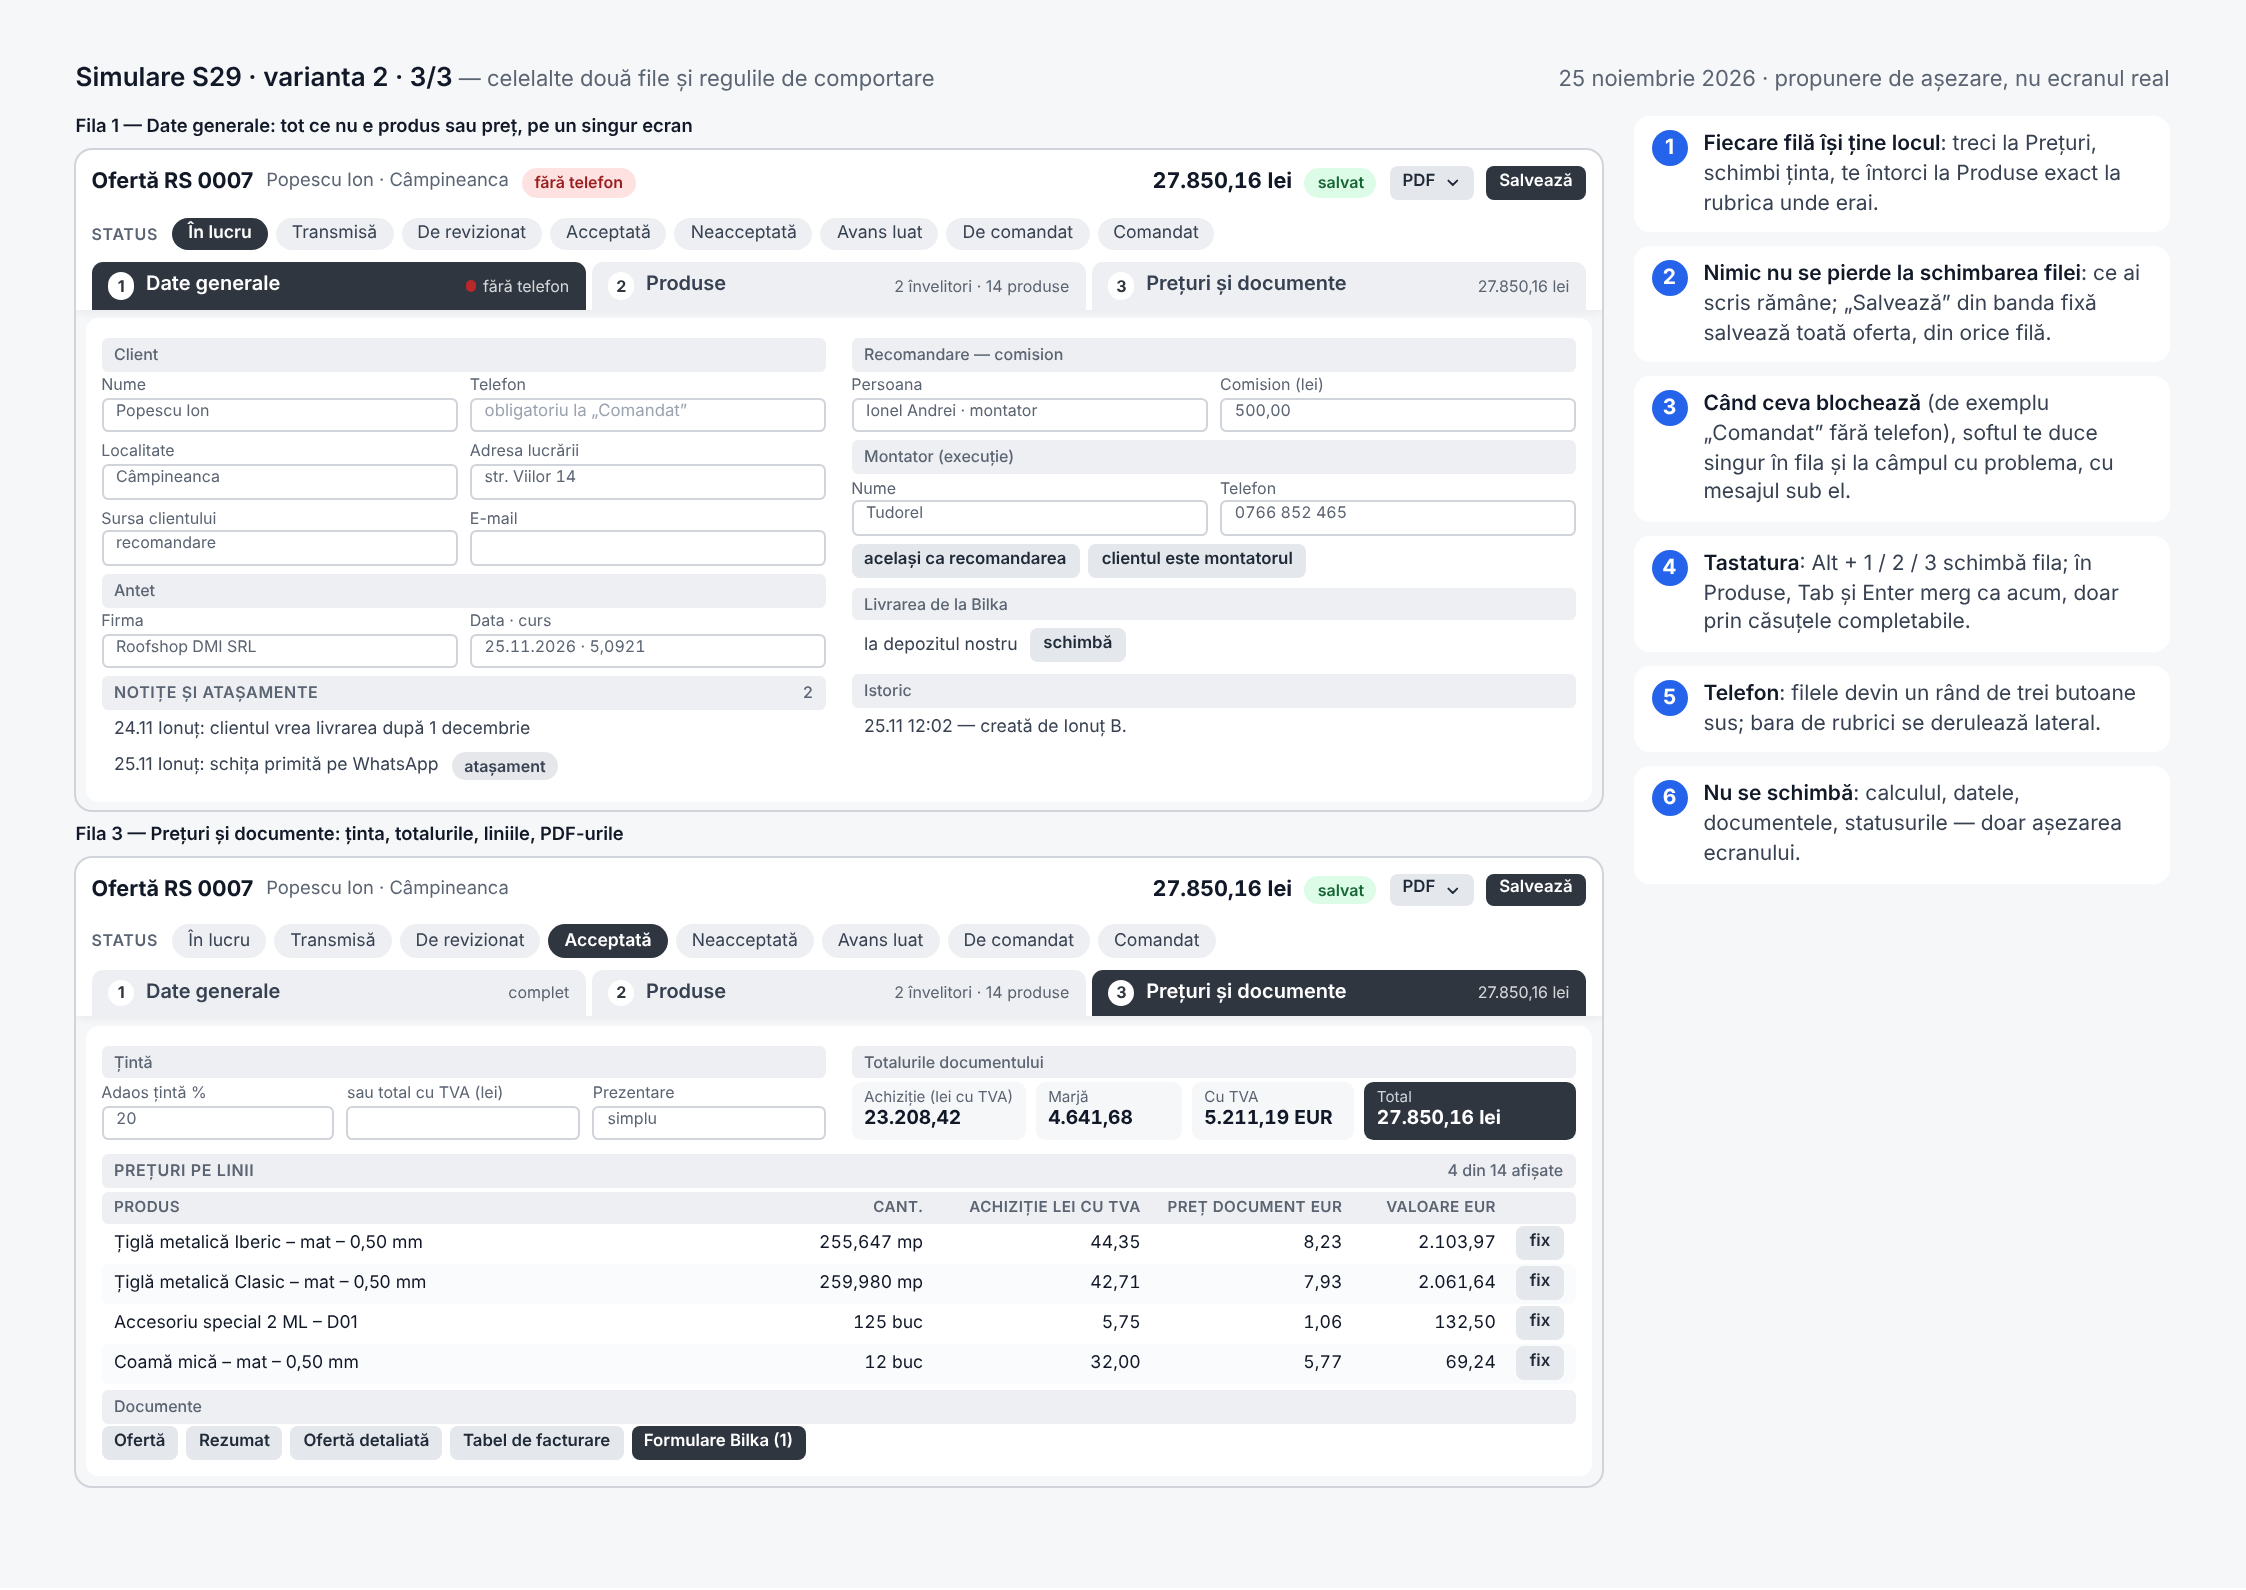 Simulare S29 · varianta 2 · 3/3 — celelalte două file și regulile de comportare
25 noiembrie 2026 · propunere de așezare, nu ecranul real
Fila 1 — Date generale: tot ce nu e produs sau preț, pe un singur ecran
Ofertă RS 0007 Popescu Ion · Câmpineanca fără telefon 27.850,16 lei salvat PDF Salvează
STATUS În lucru Transmisă De revizionat Acceptată Neacceptată Avans luat De comandat Comandat
1 Date generale fără telefon 2 Produse 2 învelitori · 14 produse 3 Prețuri și documente 27.850,16 lei
Client
Nume Telefon
Popescu Ion obligatoriu la „Comandat”
Localitate Adresa lucrării
Câmpineanca str. Viilor 14
Sursa clientului E-mail
recomandare
Antet
Firma Data · curs
Roofshop DMI SRL 25.11.2026 · 5,0921
NOTIȚE ȘI ATAȘAMENTE 2
24.11 Ionuț: clientul vrea livrarea după 1 decembrie
25.11 Ionuț: schița primită pe WhatsApp atașament
Recomandare — comision
Persoana Comision (lei)
Ionel Andrei · montator 500,00
Montator (execuție)
Nume Telefon
Tudorel 0766 852 465
același ca recomandarea clientul este montatorul
Livrarea de la Bilka
la depozitul nostru schimbă
Istoric
25.11 12:02 — creată de Ionuț B.
Fila 3 — Prețuri și documente: ținta, totalurile, liniile, PDF-urile
Ofertă RS 0007 Popescu Ion · Câmpineanca 27.850,16 lei salvat PDF Salvează
STATUS În lucru Transmisă De revizionat Acceptată Neacceptată Avans luat De comandat Comandat
1 Date generale complet 2 Produse 2 învelitori · 14 produse 3 Prețuri și documente 27.850,16 lei
Țintă
Adaos țintă % sau total cu TVA (lei) Prezentare
20 simplu
Totalurile documentului
Achiziție (lei cu TVA) Marjă Cu TVA Total
23.208,42 4.641,68 5.211,19 EUR 27.850,16 lei
PREȚURI PE LINII 4 din 14 afișate
PRODUS CANT. ACHIZIȚIE LEI CU TVA PREȚ DOCUMENT EUR VALOARE EUR
Țiglă metalică Iberic – mat – 0,50 mm 255,647 mp 44,35 8,23 2.103,97 fix
Țiglă metalică Clasic – mat – 0,50 mm 259,980 mp 42,71 7,93 2.061,64 fix
Accesoriu special 2 ML – D01 125 buc 5,75 1,06 132,50 fix
Coamă mică – mat – 0,50 mm 12 buc 32,00 5,77 69,24 fix
Documente
Ofertă Rezumat Ofertă detaliată Tabel de facturare Formulare Bilka (1)
1 Fiecare filă își ține locul: treci la Prețuri,
schimbi ținta, te întorci la Produse exact la
rubrica unde erai.
2 Nimic nu se pierde la schimbarea filei: ce ai
scris rămâne; „Salvează” din banda fixă
salvează toată oferta, din orice filă.
3 Când ceva blochează (de exemplu
„Comandat” fără telefon), softul te duce
singur în fila și la câmpul cu problema, cu
mesajul sub el.
4 Tastatura: Alt + 1 / 2 / 3 schimbă fila; în
Produse, Tab și Enter merg ca acum, doar
prin căsuțele completabile.
5 Telefon: filele devin un rând de trei butoane
sus; bara de rubrici se derulează lateral.
6 Nu se schimbă: calculul, datele,
documentele, statusurile — doar așezarea
ecranului.